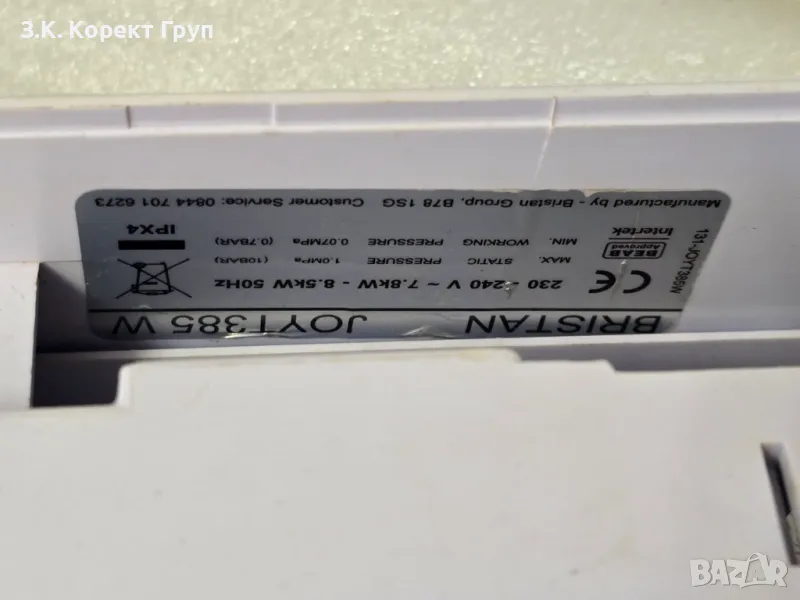 З.К. Корект Груп
BRISTAN JOYT385 W
230 - 240 V ~ 7.8kW - 8.5kW 50Hz
MAX. STATIC PRESSURE 1.0MPa (10BAR)
MIN. WORKING PRESSURE 0.07MPa (0.7BAR)
IPX4
BEAB
Approved
Intertek
131-JOYT385W
Manufactured by - Bristan Group, B78 1SG Customer Service: 0844 701 6273
BAZAR